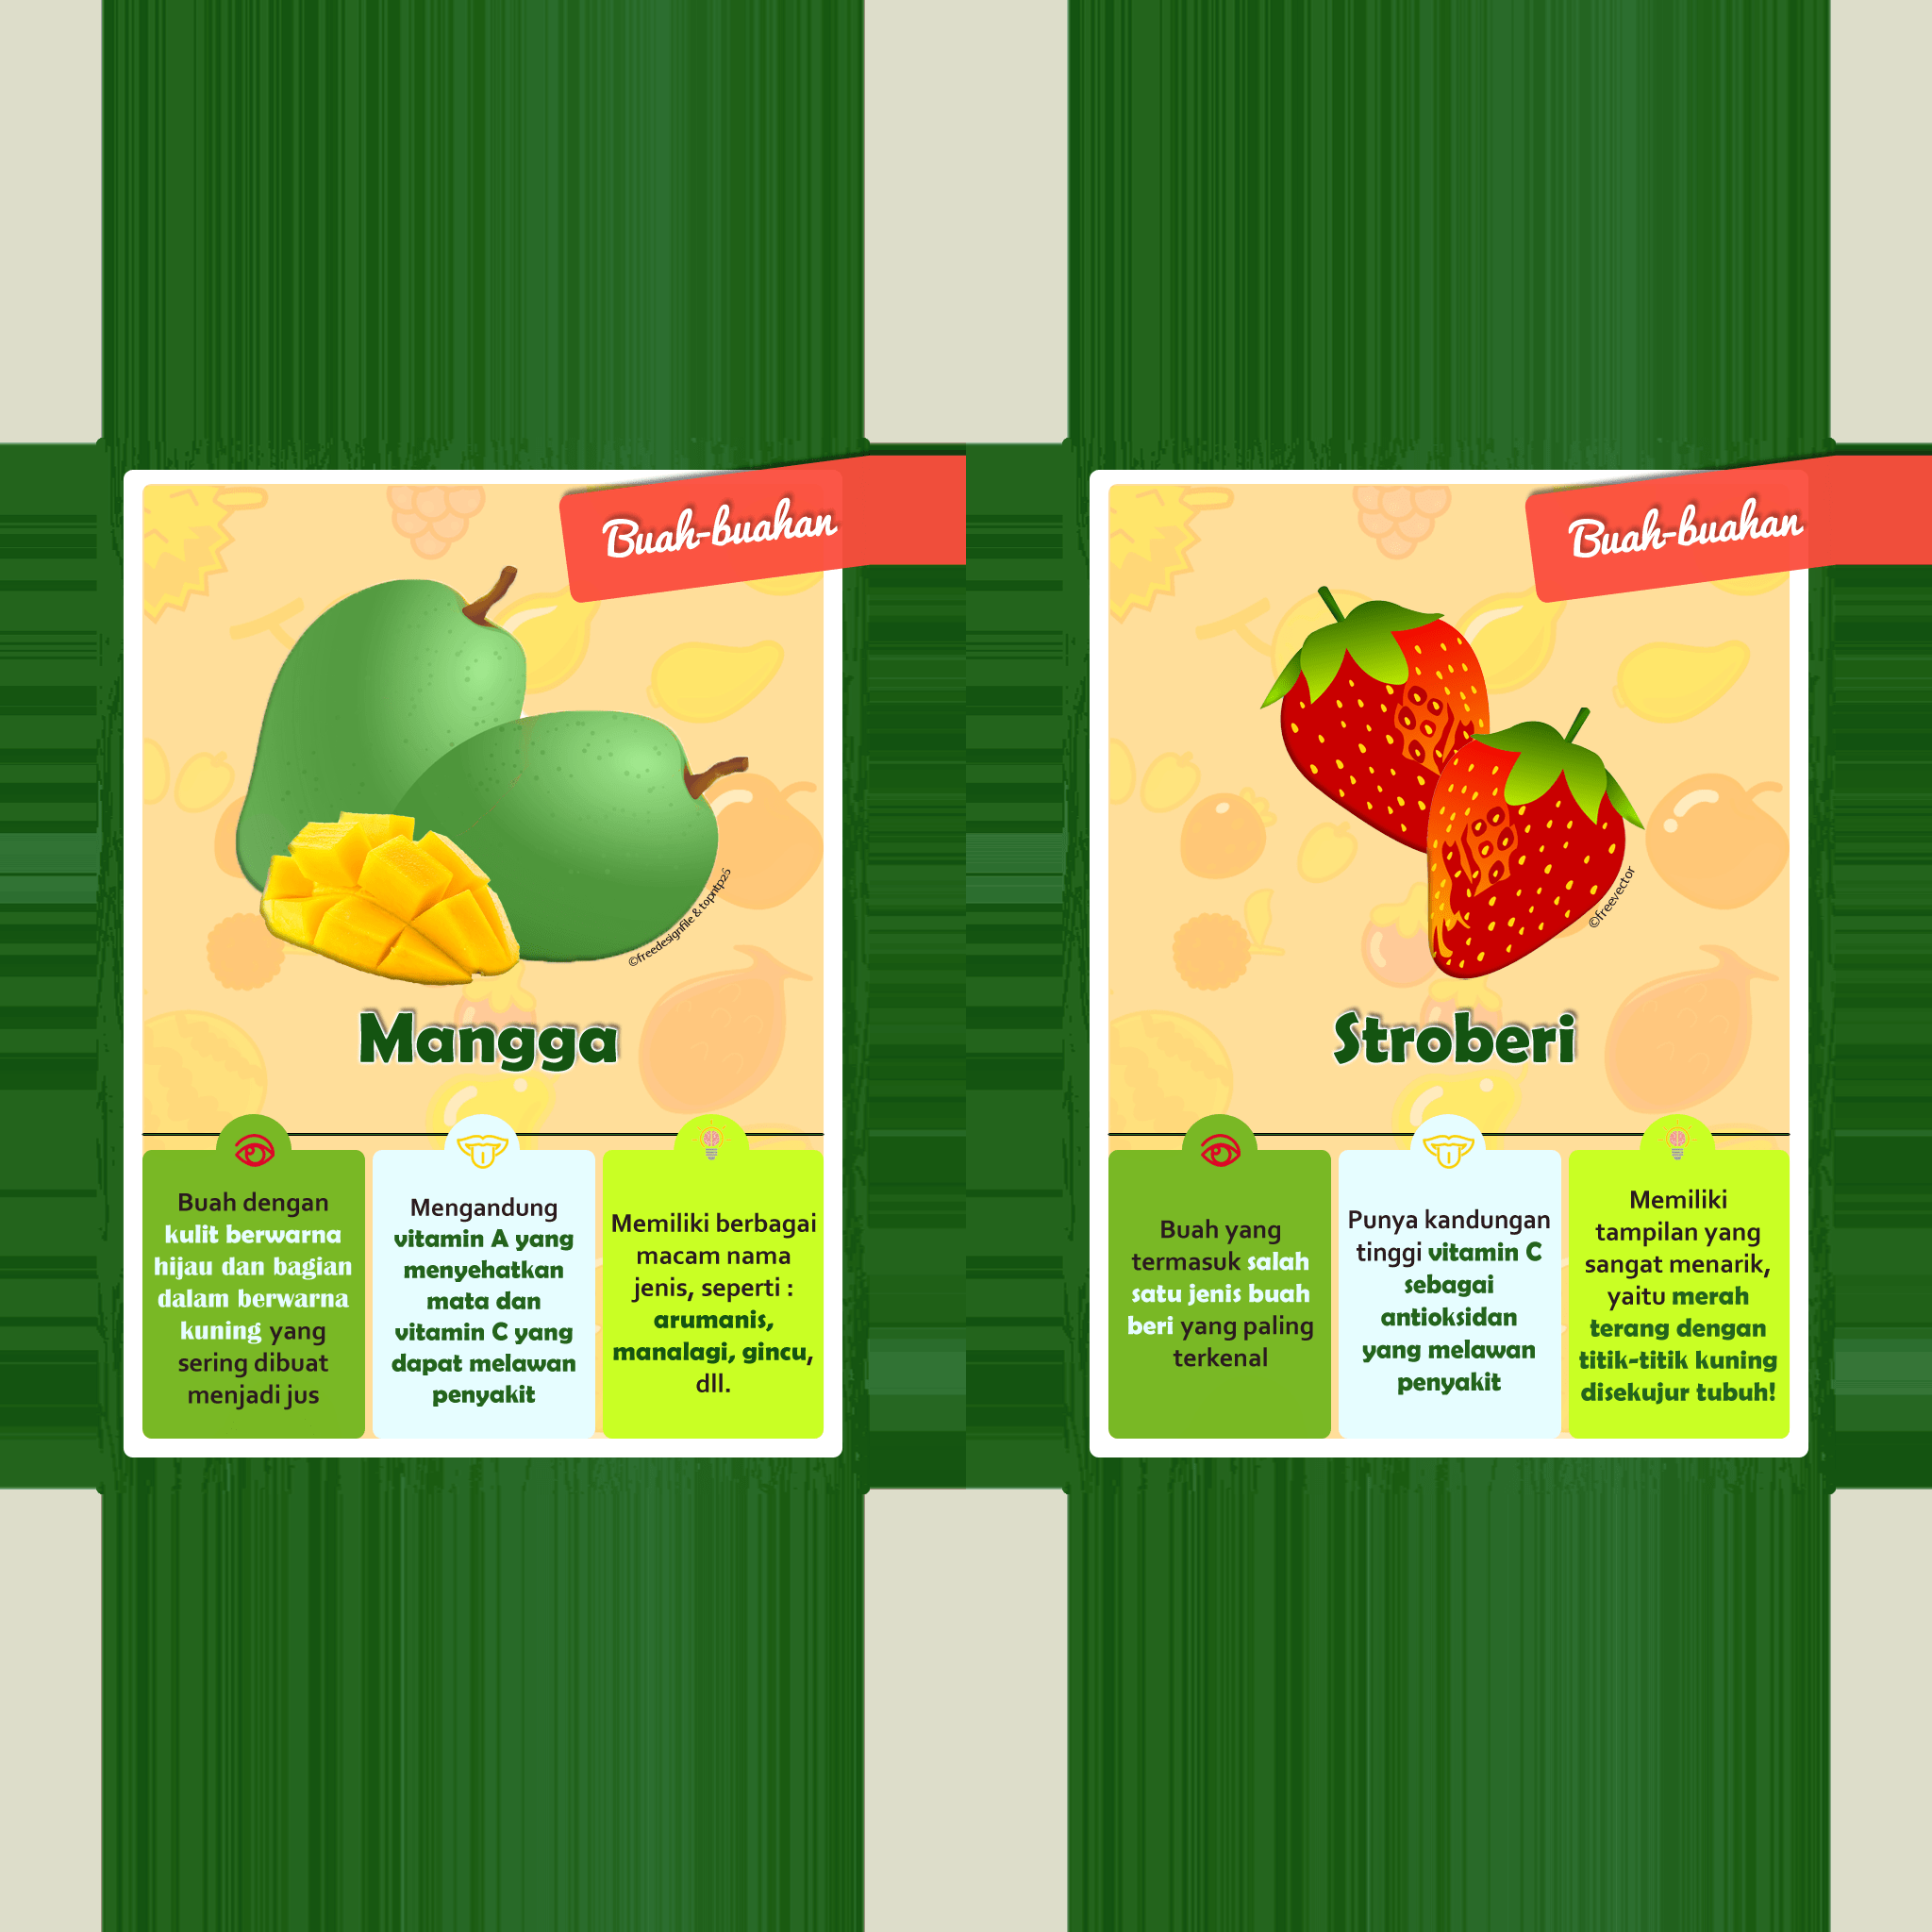 Buah-buahan
©freedesignfile & topntp25
Mangga
Buah dengan
kulit berwarna
hijau dan bagian
dalam berwarna
kuning yang
sering dibuat
menjadi jus
Mengandung
vitamin A yang
menyehatkan
mata dan
vitamin C yang
dapat melawan
penyakit
Memiliki berbagai
macam nama
jenis, seperti :
arumanis,
manalagi, gincu,
dll.
Buah-buahan
©freevector
Stroberi
Buah yang
termasuk salah
satu jenis buah
beri yang paling
terkenal
Punya kandungan
tinggi vitamin C
sebagai
antioksidan
yang melawan
penyakit
Memiliki
tampilan yang
sangat menarik,
yaitu merah
terang dengan
titik-titik kuning
disekujur tubuh!